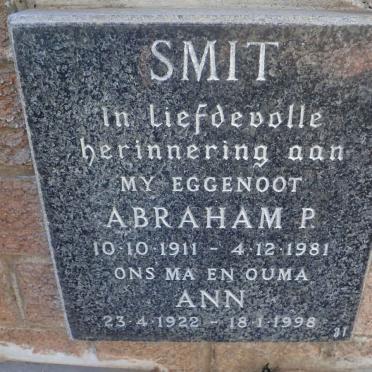 SMIT
in liefdevolle
herinnering aan
MY EGGENOOT
ABRAHAM P.
10·10·1911 - 4·12·1981
ONS MA EN OUMA
ANN
23·4·1922 - 18·1·1998